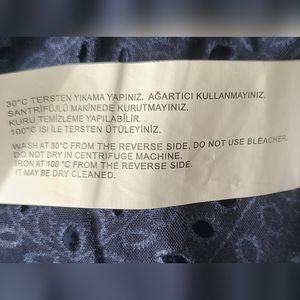 30°C TERSTEN YIKAMA YAPINIZ. AĞARTICI KULLANMAYINIZ.
SANTRİFÜJLÜ MAKİNEDE KURUTMAYINIZ.
KURU TEMİZLEME YAPILABİLİR.
100°C ISI İLE TERSTEN ÜTÜLEYİNİZ.
WASH AT 30°C FROM THE REVERSE SIDE. DO NOT USE BLEACHER.
DO NOT DRY IN CENTRIFUGE MACHINE.
IRON AT 100 °C FROM THE REVERSE SIDE.
IT MAY BE DRY CLEANED.